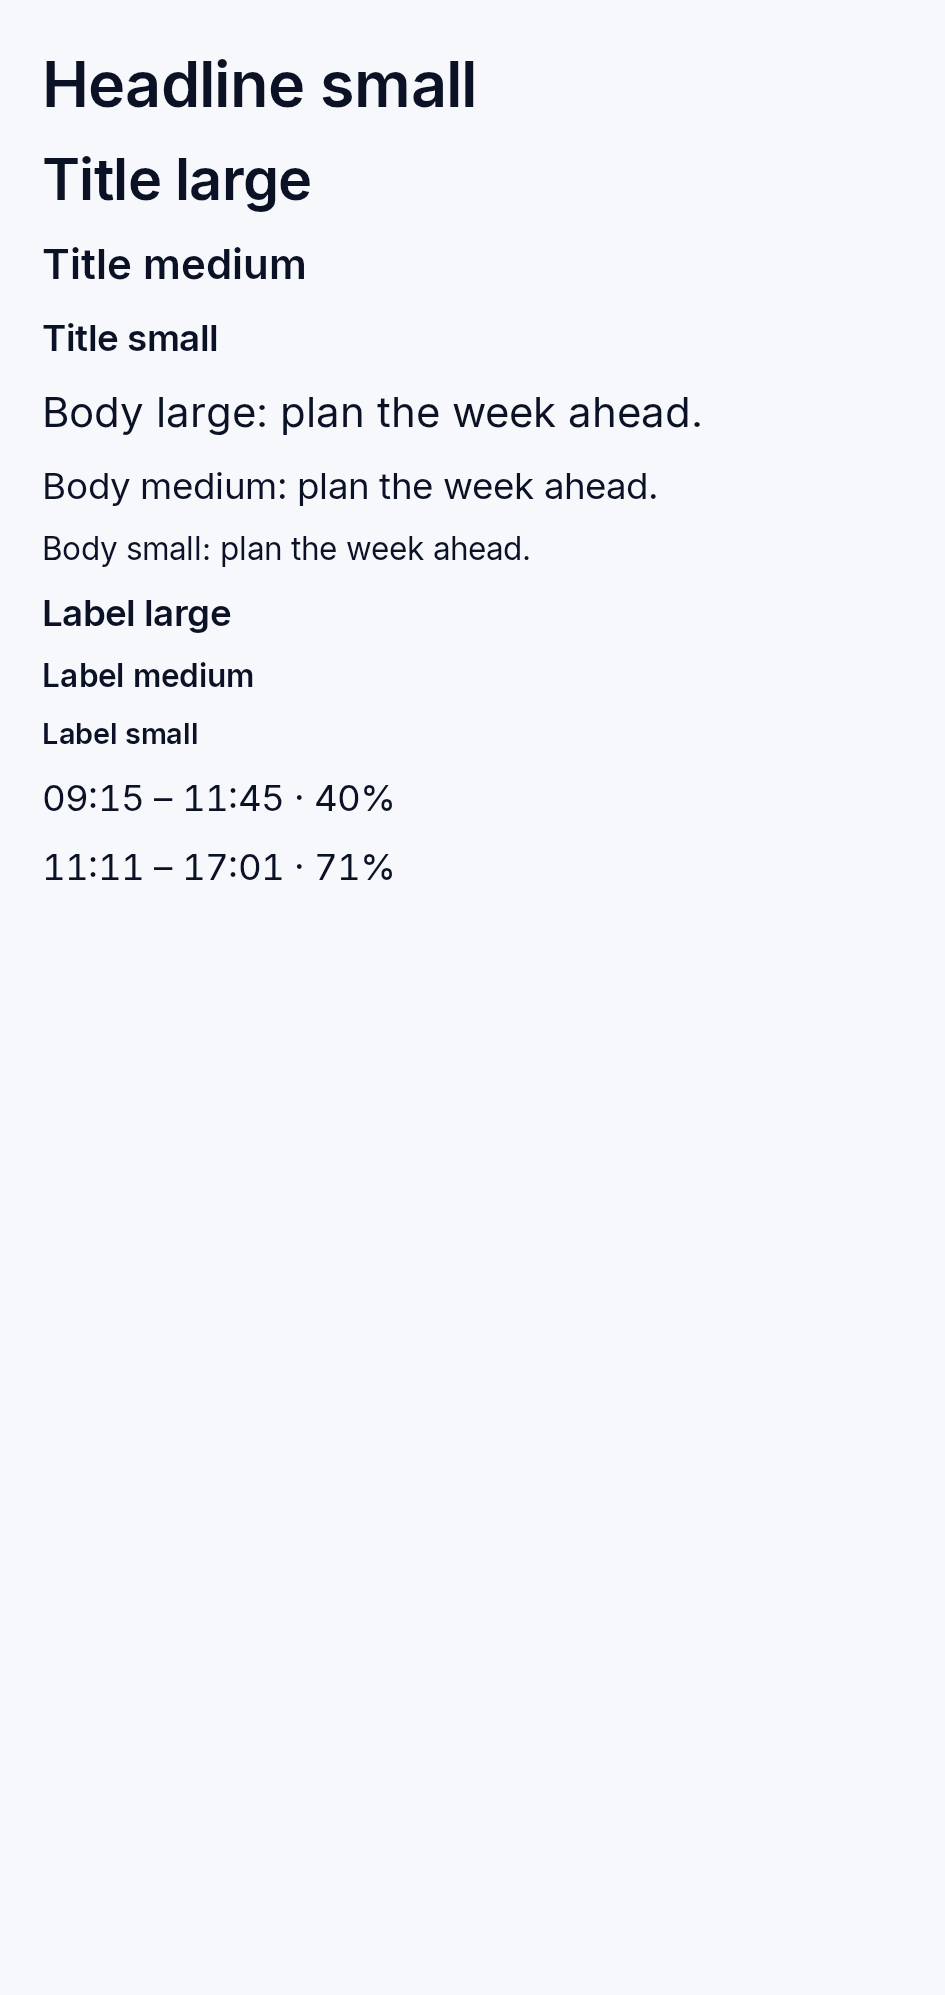 Headline small
Title large
Title medium
Title small
Body large: plan the week ahead.
Body medium: plan the week ahead.
Body small: plan the week ahead.
Label large
Label medium
Label small
09:15 – 11:45 · 40%
11:11 – 17:01 · 71%